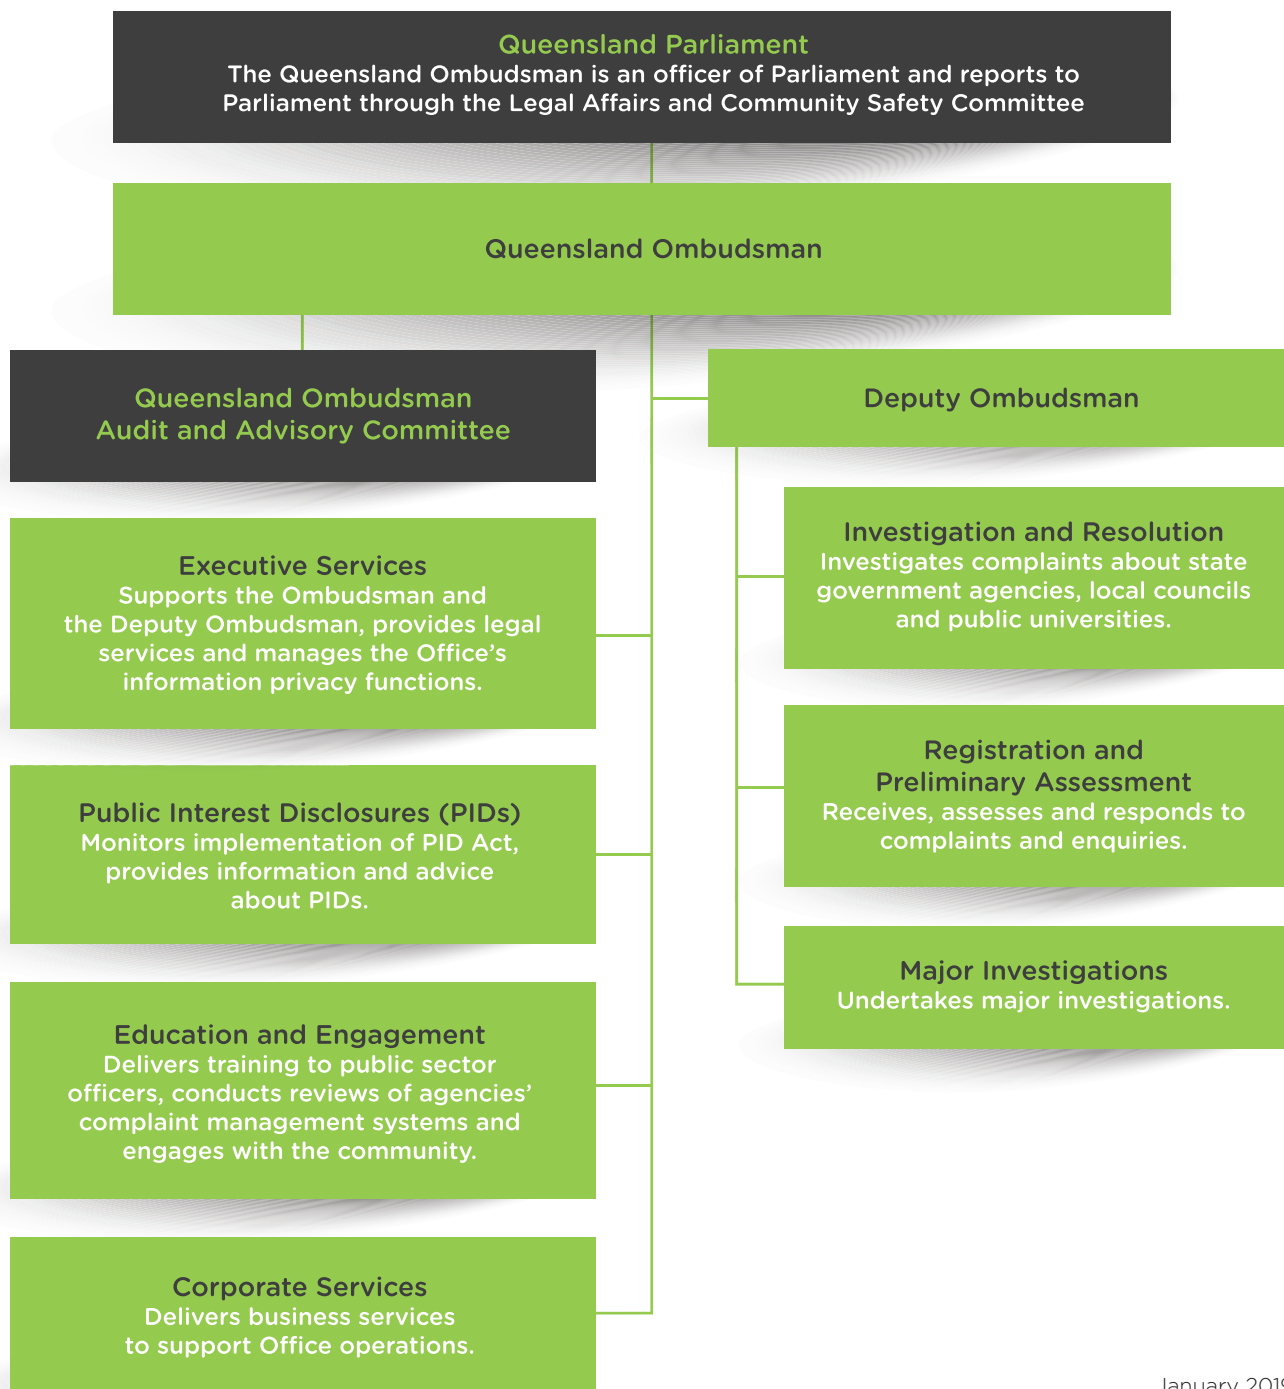 Queensland Parliament
The Queensland Ombudsman is an officer of Parliament and reports to
Parliament through the Legal Affairs and Community Safety Committee
Queensland Ombudsman
Queensland Ombudsman
Audit and Advisory Committee
Executive Services
Supports the Ombudsman and
the Deputy Ombudsman, provides legal
services and manages the Office’s
information privacy functions.
Public Interest Disclosures (PIDs)
Monitors implementation of PID Act,
provides information and advice
about PIDs.
Education and Engagement
Delivers training to public sector
officers, conducts reviews of agencies’
complaint management systems and
engages with the community.
Corporate Services
Delivers business services
to support Office operations.
Deputy Ombudsman
Investigation and Resolution
Investigates complaints about state
government agencies, local councils
and public universities.
Registration and
Preliminary Assessment
Receives, assesses and responds to
complaints and enquiries.
Major Investigations
Undertakes major investigations.
January 2019